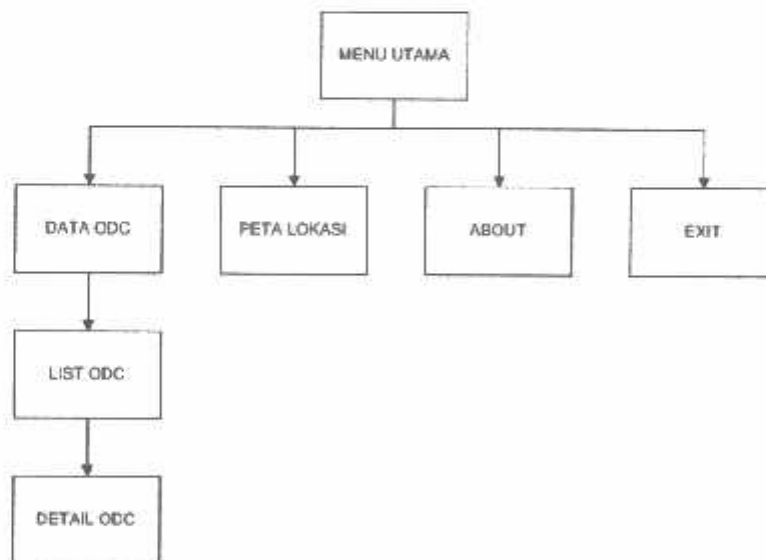 MENU UTAMA
DATA ODC
PETA LOKASI
ABOUT
EXIT
LIST ODC
DETAIL ODC